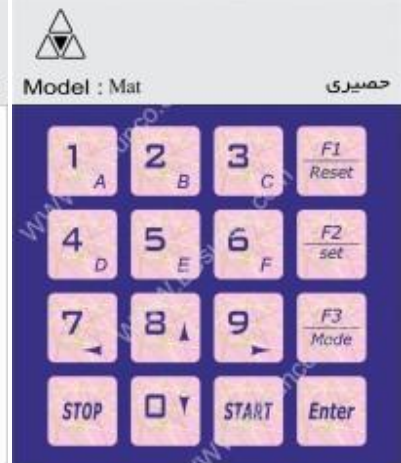 Model : Mat حصیری
1 A 2 B 3 C F1 Reset
4 D 5 E 6 F F2 set
7 8 9 F3 Mode
STOP 0 START Enter